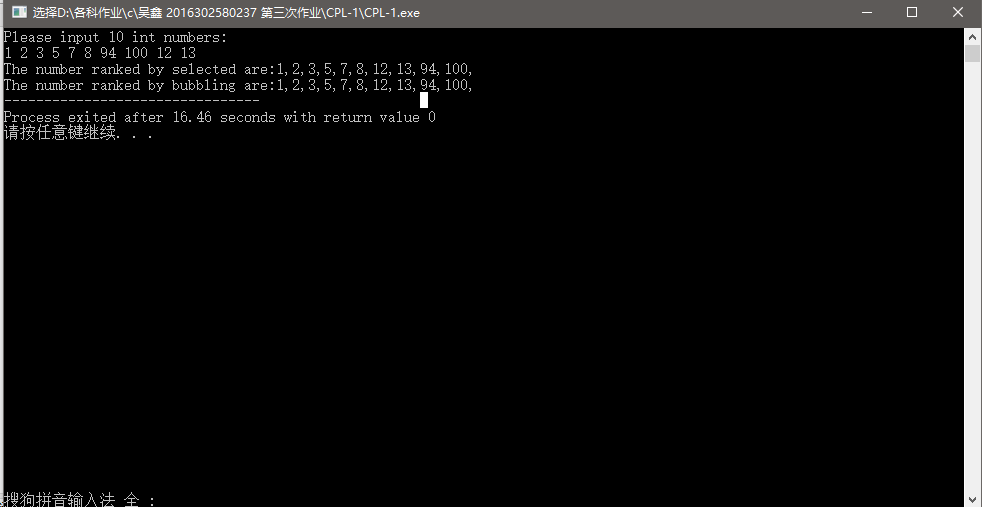 选择D:\各科作业\c\吴鑫 2016302580237 第三次作业\CPL-1\CPL-1.exe
Please input 10 int numbers:
1 2 3 5 7 8 94 100 12 13
The number ranked by selected are:1,2,3,5,7,8,12,13,94,100,
The number ranked by bubbling are:1,2,3,5,7,8,12,13,94,100,
--------------------------------
Process exited after 16.46 seconds with return value 0
请按任意键继续. . .
搜狗拼音输入法 全 :